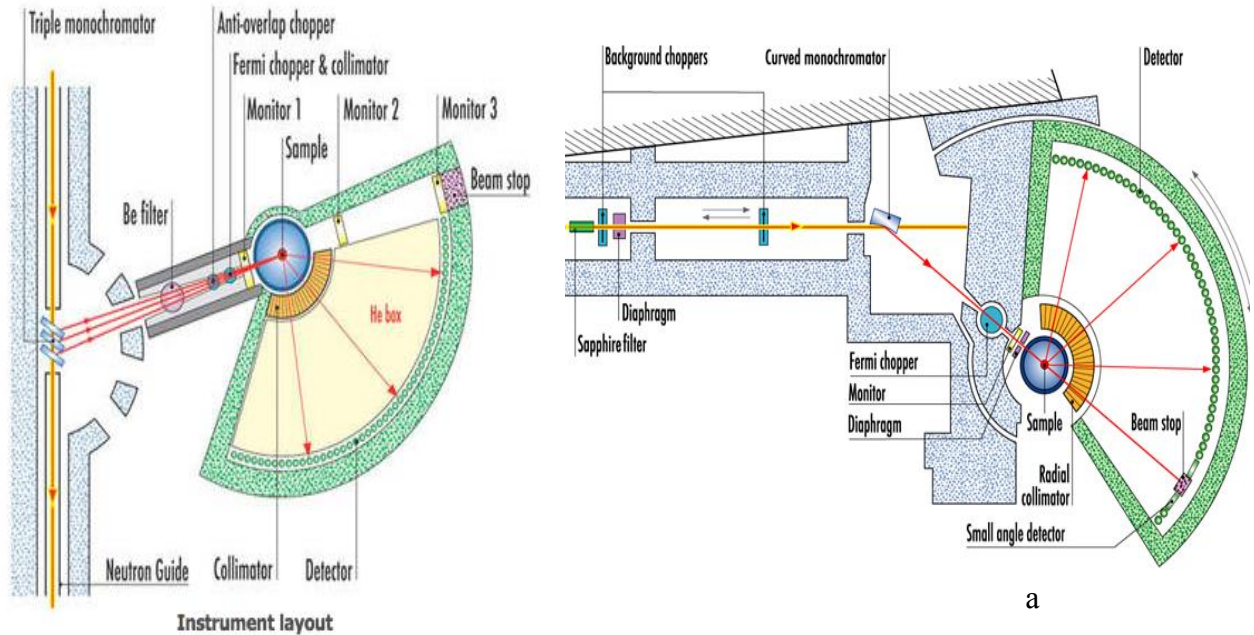 Triple monochromator
Anti-overlap chopper
Fermi chopper & collimator
Monitor 1
Monitor 2
Monitor 3
Sample
Beam stop
Be filter
He box
Neutron Guide
Collimator
Detector
Instrument layout
Background choppers
Curved monochromator
Detector
Diaphragm
Sapphire filter
Fermi chopper
Monitor
Diaphragm
Sample
Beam stop
Radial
collimator
Small angle detector
a